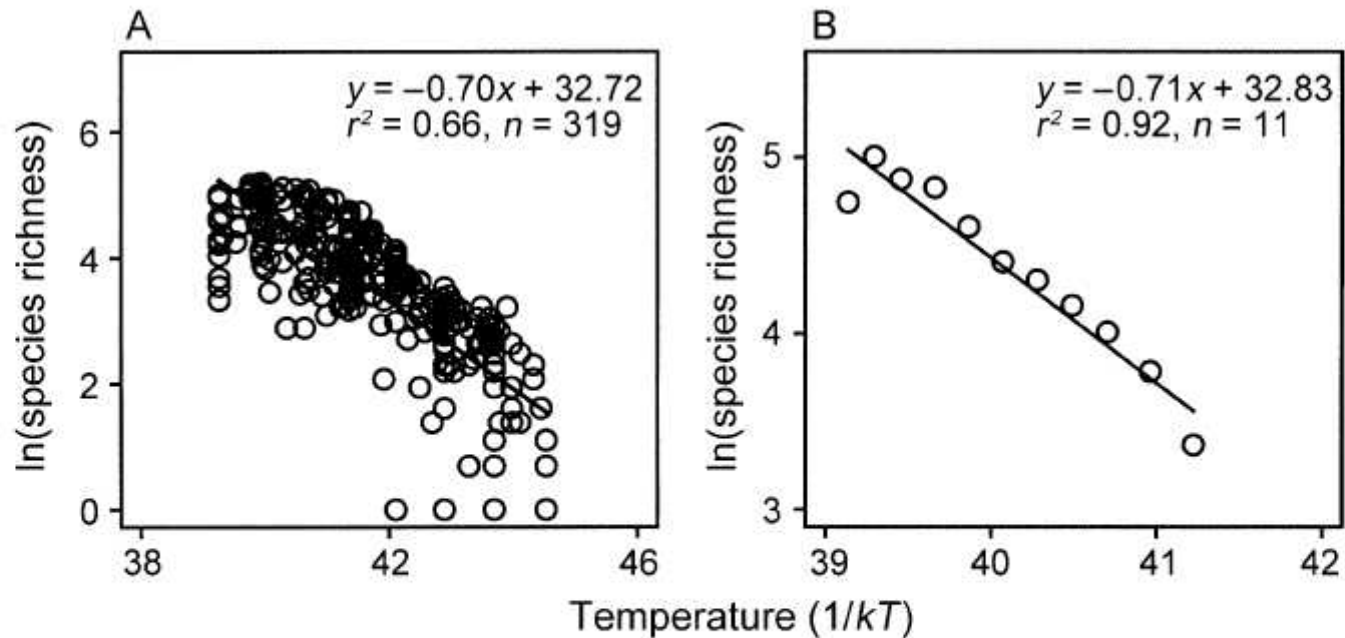 A
y = –0.70x + 32.72
r² = 0.66, n = 319
ln(species richness)
6
4
2
0
38 42 46
B
y = –0.71x + 32.83
r² = 0.92, n = 11
ln(species richness)
5
4
3
39 40 41 42
Temperature (1/kT)